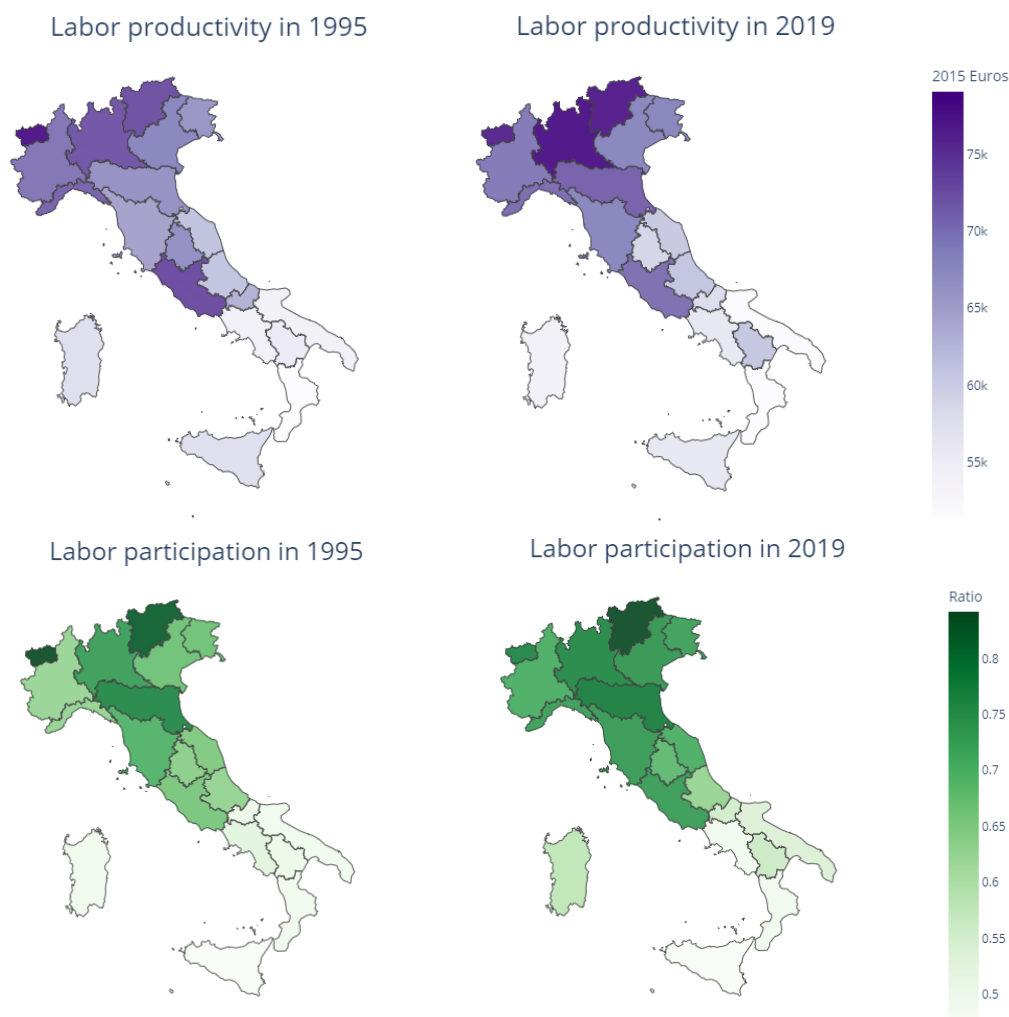 Labor productivity in 1995
Labor productivity in 2019
2015 Euros
75k
70k
65k
60k
55k
Labor participation in 1995
Labor participation in 2019
Ratio
0.8
0.75
0.7
0.65
0.6
0.55
0.5